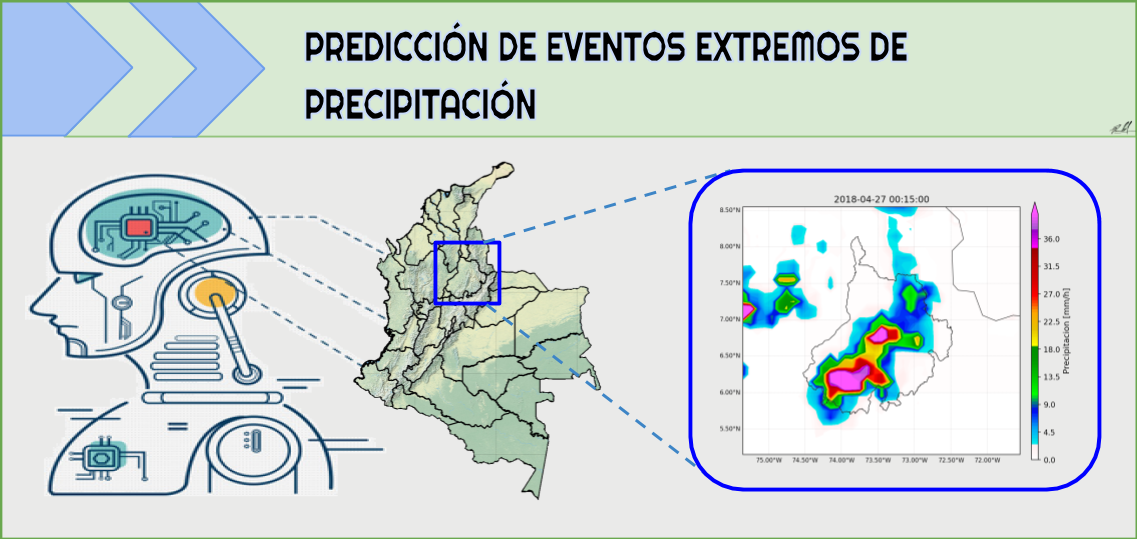 PREDICCIÓN DE EVENTOS EXTREMOS DE
PRECIPITACIÓN
2018-04-27 00:15:00
8.50°N
8.00°N
7.50°N
7.00°N
6.50°N
6.00°N
5.50°N
75.00°W 74.50°W 74.00°W 73.50°W 73.00°W 72.50°W 72.00°W
36.0
31.5
27.0
22.5
18.0
13.5
9.0
4.5
0.0
Precipitacion [mm/h]